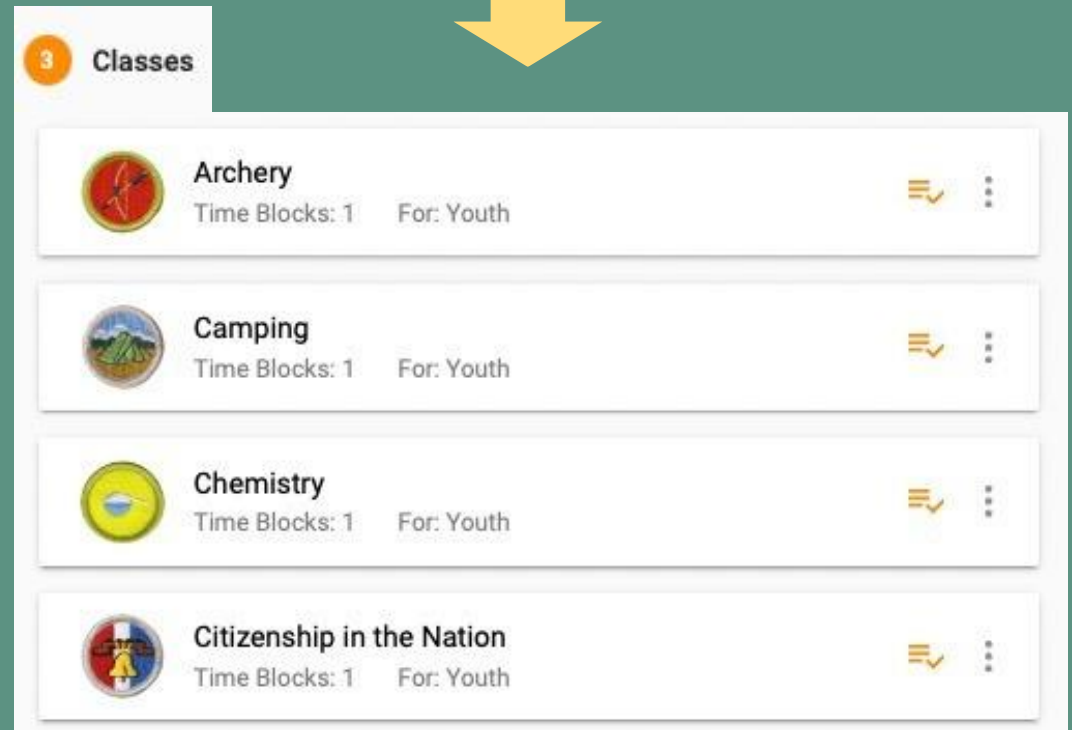 3 Classes
Archery
Time Blocks: 1 For: Youth
Camping
Time Blocks: 1 For: Youth
Chemistry
Time Blocks: 1 For: Youth
Citizenship in the Nation
Time Blocks: 1 For: Youth